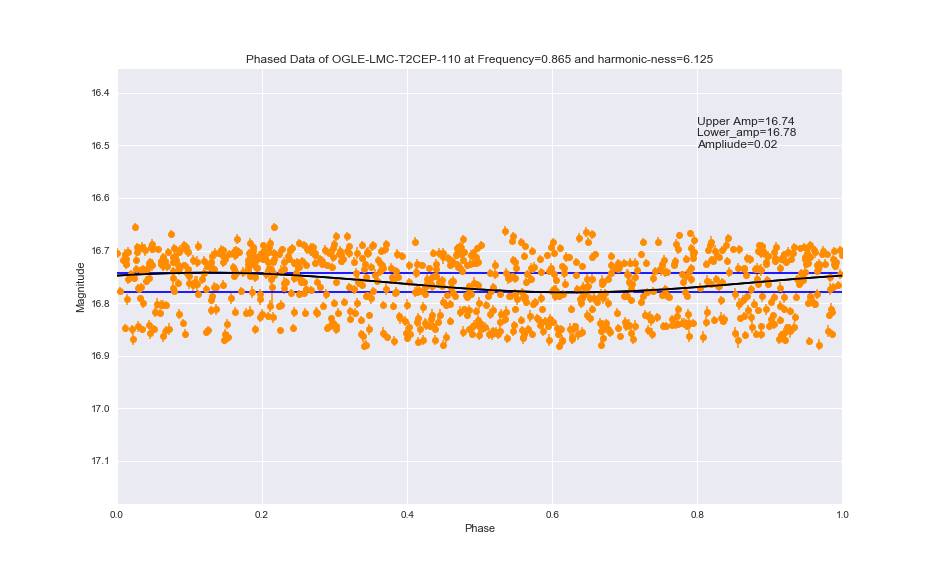 Phased Data of OGLE-LMC-T2CEP-110 at Frequency=0.865 and harmonic-ness=6.125
16.4
16.5
16.6
16.7
16.8
16.9
17.0
17.1
Magnitude
Upper Amp=16.74
Lower_amp=16.78
Ampliude=0.02
0.0
0.2
0.4
0.6
0.8
1.0
Phase